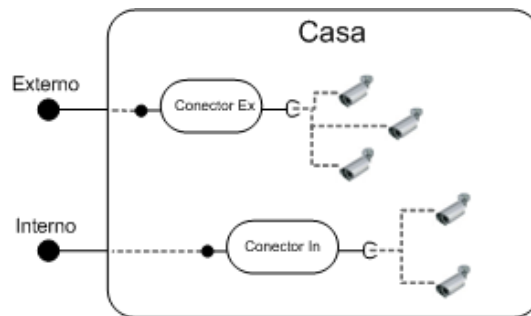 Casa
Externo
Conector Ex
Interno
Conector In